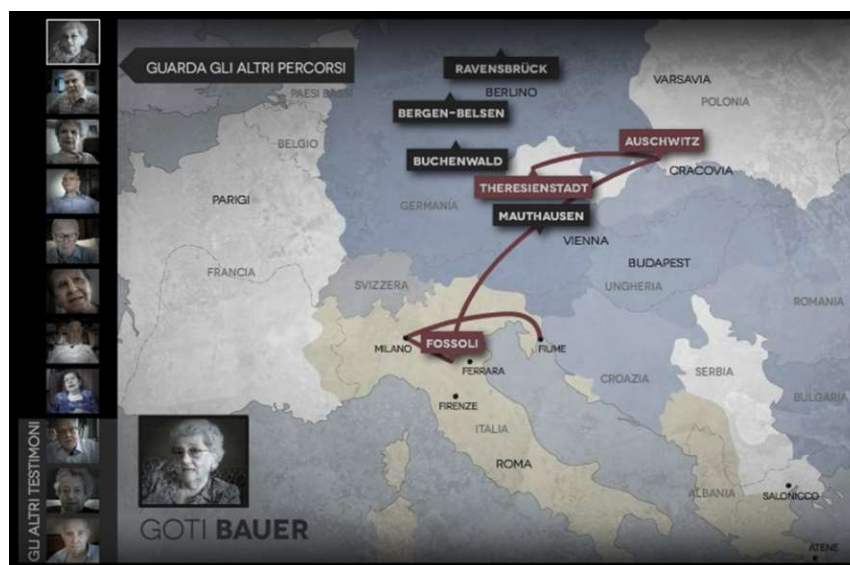 GUARDA GLI ALTRI PERCORSI
RAVENSBRÜCK
BERLINO
VARSAVIA
PAESI BASSI
POLONIA
BERGEN-BELSEN
BELGIO
AUSCHWITZ
BUCHENWALD
CRACOVIA
THERESIENSTADT
PARIGI
GERMANIA
MAUTHAUSEN
VIENNA
BUDAPEST
FRANCIA
SVIZZERA
UNGHERIA
ROMANIA
MILANO
FOSSOLI
FIUME
FERRARA
CROAZIA
SERBIA
BULGARIA
FIRENZE
ITALIA
ROMA
ALBANIA
SALONICCO
ATENE
GLI ALTRI TESTIMONI
GOTI BAUER